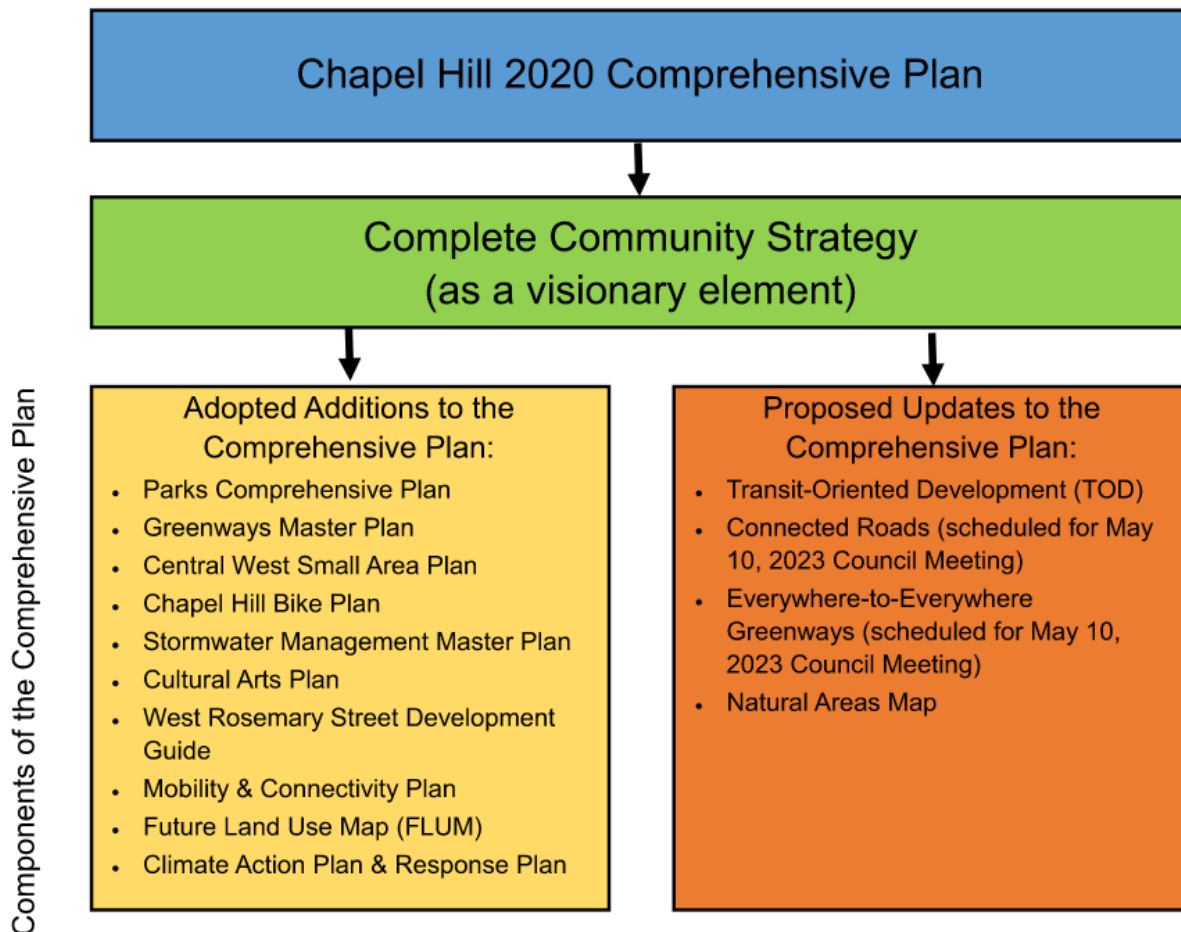 Chapel Hill 2020 Comprehensive Plan
Complete Community Strategy
(as a visionary element)
Components of the Comprehensive Plan
Adopted Additions to the
Comprehensive Plan:
• Parks Comprehensive Plan
• Greenways Master Plan
• Central West Small Area Plan
• Chapel Hill Bike Plan
• Stormwater Management Master Plan
• Cultural Arts Plan
• West Rosemary Street Development
Guide
• Mobility & Connectivity Plan
• Future Land Use Map (FLUM)
• Climate Action Plan & Response Plan
Proposed Updates to the
Comprehensive Plan:
• Transit-Oriented Development (TOD)
• Connected Roads (scheduled for May
10, 2023 Council Meeting)
• Everywhere-to-Everywhere
Greenways (scheduled for May 10,
2023 Council Meeting)
• Natural Areas Map